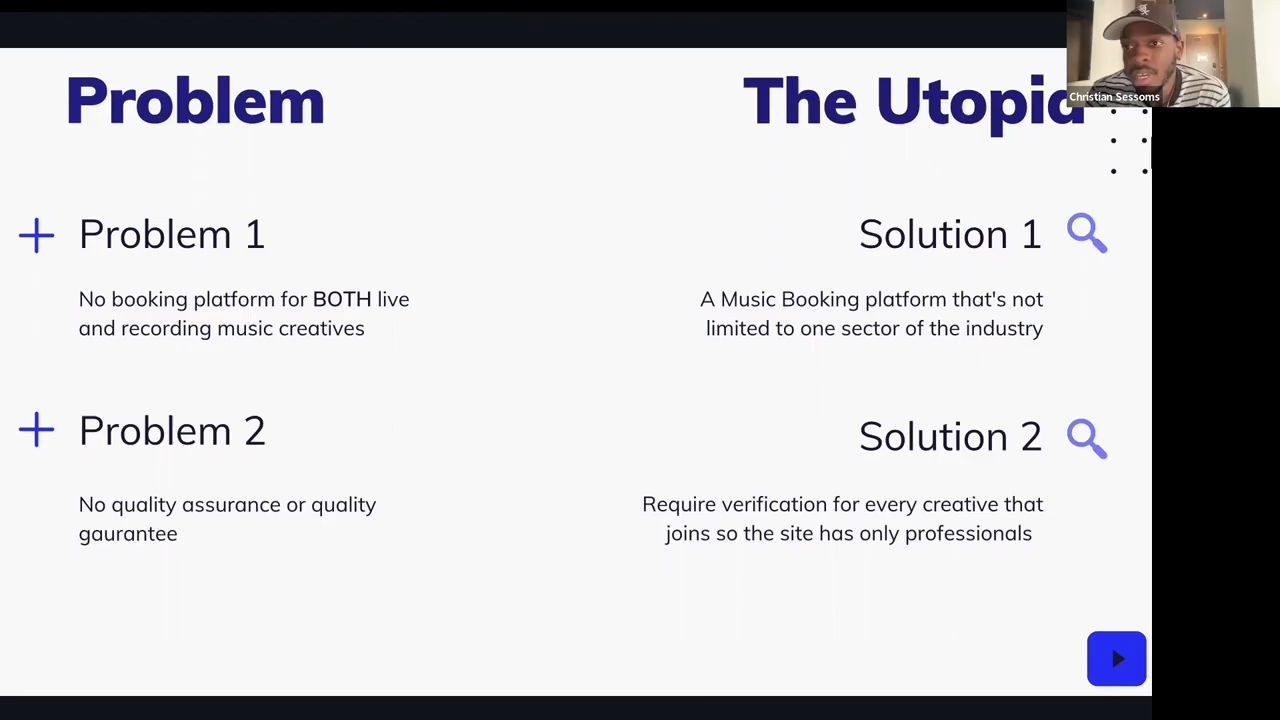 Problem
The Utopia
Christian Sessoms
Problem 1
No booking platform for BOTH live
and recording music creatives
Solution 1
A Music Booking platform that's not
limited to one sector of the industry
Problem 2
No quality assurance or quality
gaurantee
Solution 2
Require verification for every creative that
joins so the site has only professionals